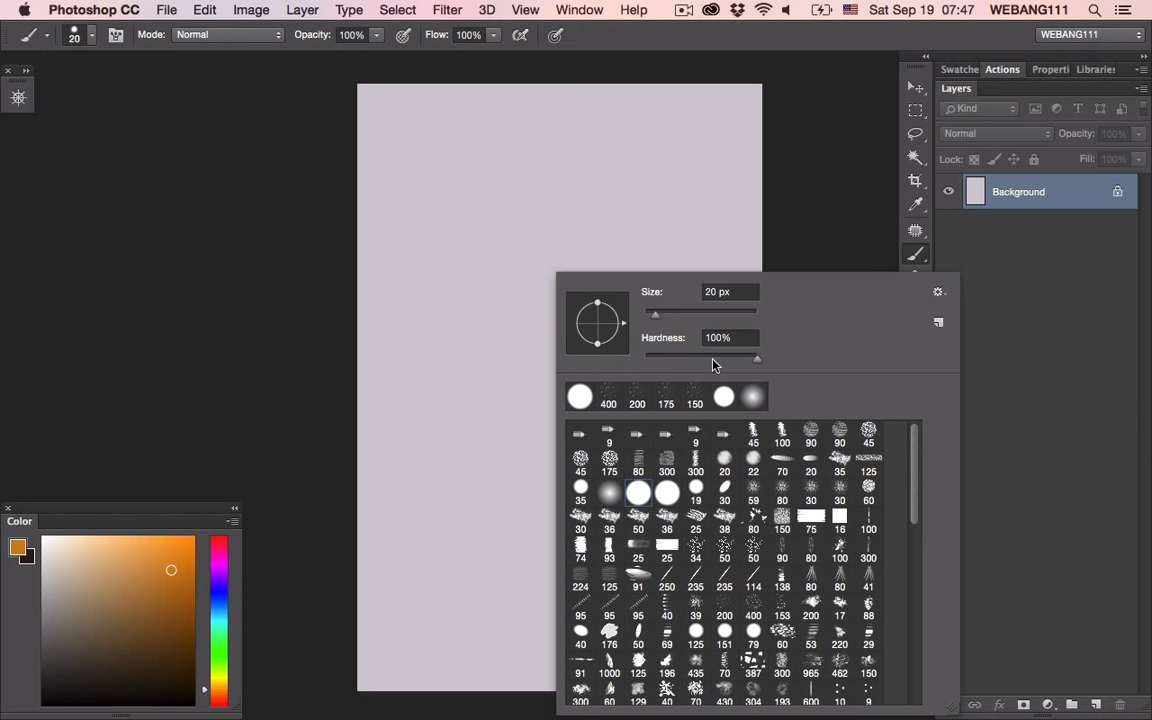 Photoshop CC File Edit Image Layer Type Select Filter 3D View Window Help Sat Sep 19 07:47 WEBANG111
20 Mode: Normal Opacity: 100% Flow: 100% WEBANG111
Swatche Actions Properti Libraries
Layers
Kind
Normal Opacity: 100%
Lock: Fill: 100%
Background
Size: 20 px
Hardness: 100%
400 200 175 150
9 9 45 100 90 90 45
45 175 80 300 300 20 22 70 20 35 125
35 19 30 59 80 30 30 60
30 36 50 36 25 38 80 150 75 16 100
74 93 25 25 34 50 90 80 100 300
224 125 91 250 235 235 114 138 80 80 41
95 95 95 40 39 200 400 153 200 17 88
40 176 50 69 125 151 79 60 53 220 29
91 1000 125 196 435 70 387 300 965 462 150
300 60 129 40 70 430 304 193 600 10 9
Color